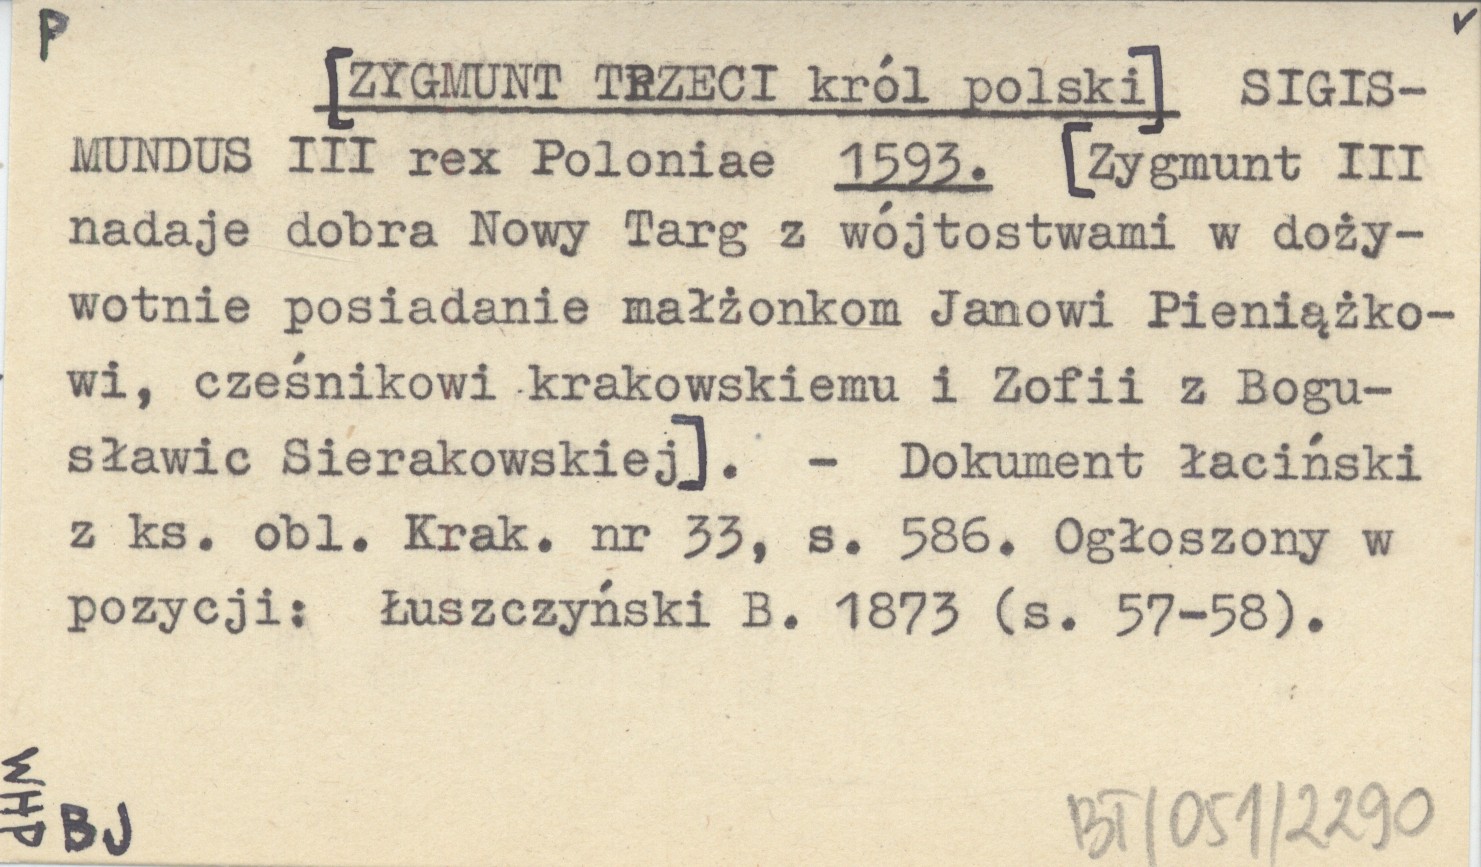 P
[ZYGMUNT TRZECI król polski] SIGIS-
MUNDUS III rex Poloniae 1593. [Zygmunt III
nadaje dobra Nowy Targ z wójtostwami w doży-
wotnie posiadanie małżonkom Janowi Pieniążko-
wi, cześnikowi krakowskiemu i Zofii z Bogu-
sławic Sierakowskiej]. - Dokument łaciński
z ks. obl. Krak. nr 33, s. 586. Ogłoszony w
pozycji: Łuszczyński B. 1873 (s. 57-58).
WHP
BJ
BT/051/2290